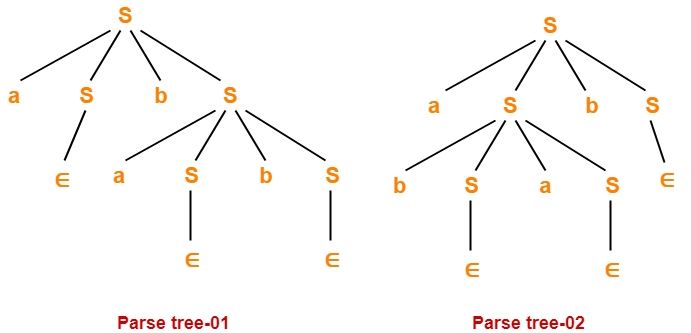 S S
a S b S a S b S
∈ a S b S b S a S ∈
∈ ∈ ∈ ∈
Parse tree-01 Parse tree-02